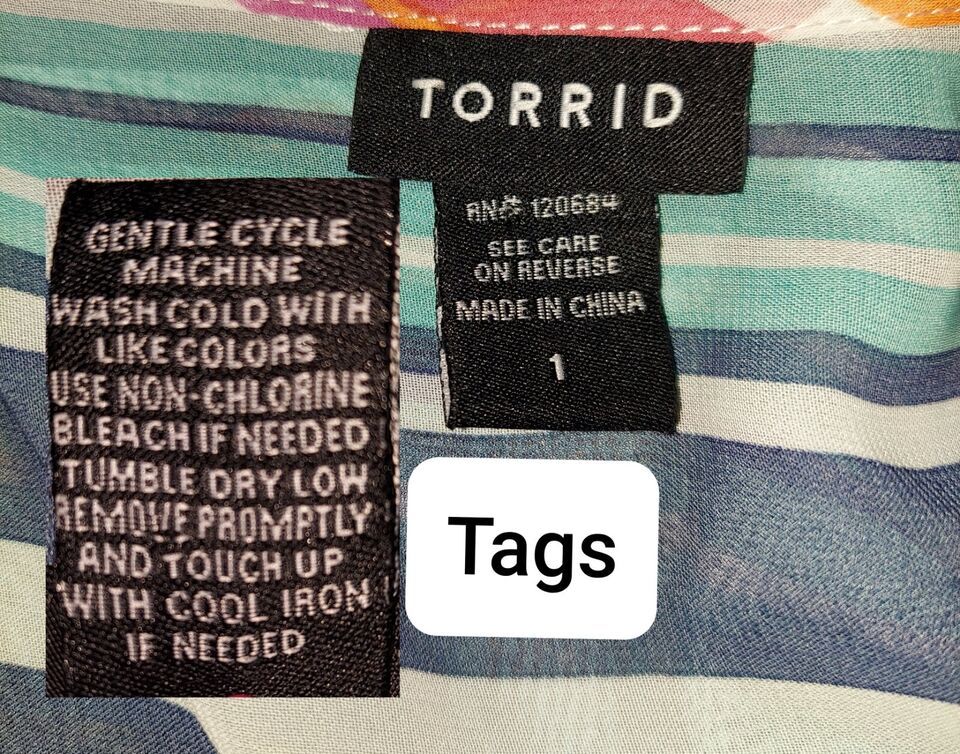 TORRID
RN# 120684
SEE CARE
ON REVERSE
MADE IN CHINA
1
GENTLE CYCLE
MACHINE
WASH COLD WITH
LIKE COLORS
USE NON-CHLORINE
BLEACH IF NEEDED
TUMBLE DRY LOW
REMOVE PROMPTLY
AND TOUCH UP
WITH COOL IRON
IF NEEDED
Tags